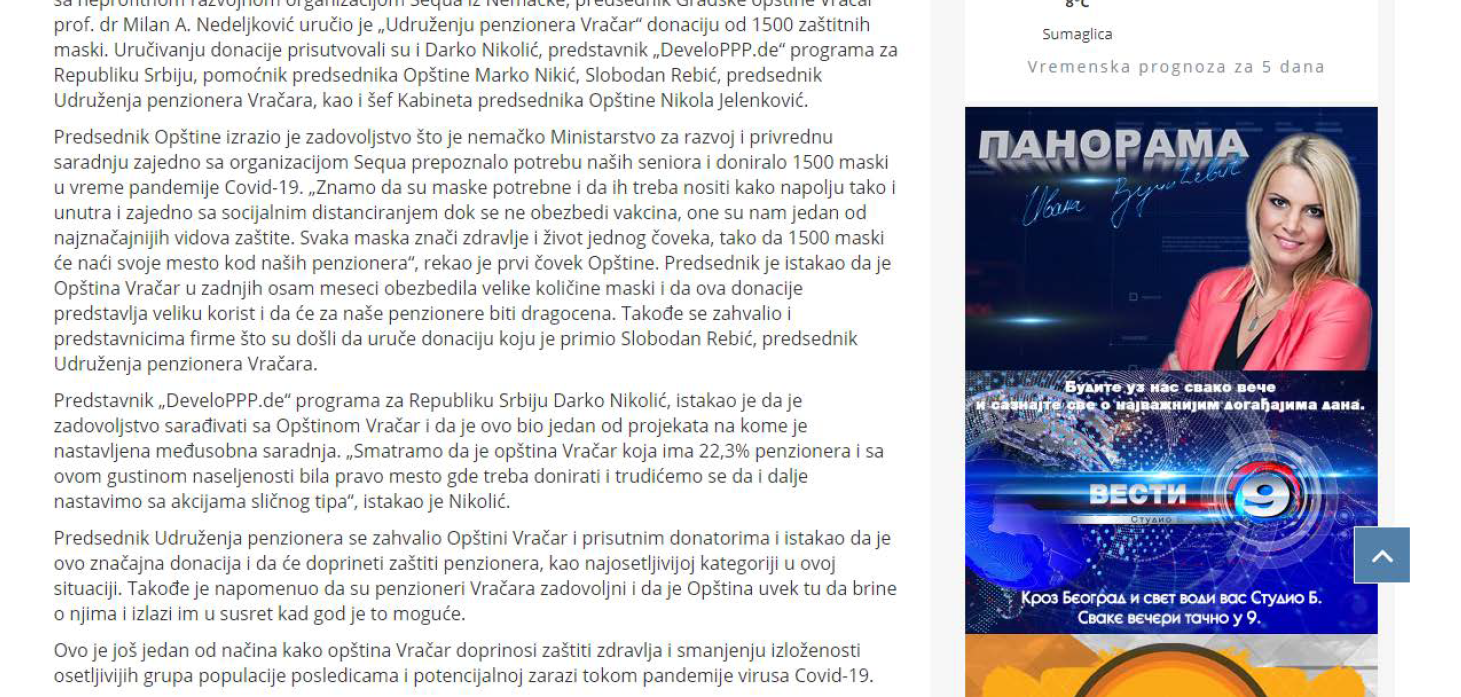 sa neprofitnom razvojnom organizacijom Sequa iz Nemačke, predsednik Gradske opštine Vračar
prof. dr Milan A. Nedeljković uručio je „Udruženju penzionera Vračar“ donaciju od 1500 zaštitnih
maski. Uručivanju donacije prisutvovali su i Darko Nikolić, predstavnik „DeveloPPP.de“ programa za
Republiku Srbiju, pomoćnik predsednika Opštine Marko Nikić, Slobodan Rebić, predsednik
Udruženja penzionera Vračara, kao i šef Kabineta predsednika Opštine Nikola Jelenković.
Predsednik Opštine izrazio je zadovoljstvo što je nemačko Ministarstvo za razvoj i privrednu
saradnju zajedno sa organizacijom Sequa prepoznalo potrebu naših seniora i doniralo 1500 maski
u vreme pandemije Covid-19. „Znamo da su maske potrebne i da ih treba nositi kako napolju tako i
unutra i zajedno sa socijalnim distanciranjem dok se ne obezbedi vakcina, one su nam jedan od
najznačajnijih vidova zaštite. Svaka maska znači zdravlje i život jednog čoveka, tako da 1500 maski
će naći svoje mesto kod naših penzionera“, rekao je prvi čovek Opštine. Predsednik je istakao da je
Opština Vračar u zadnjih osam meseci obezbedila velike količine maski i da ova donacije
predstavlja veliku korist i da će za naše penzionere biti dragocena. Takođe se zahvalio i
predstavnicima firme što su došli da uruče donaciju koju je primio Slobodan Rebić, predsednik
Udruženja penzionera Vračara.
Predstavnik „DeveloPPP.de“ programa za Republiku Srbiju Darko Nikolić, istakao je da je
zadovoljstvo sarađivati sa Opštinom Vračar i da je ovo bio jedan od projekata na kome je
nastavljena međusobna saradnja. „Smatramo da je opština Vračar koja ima 22,3% penzionera i sa
ovom gustinom naseljenosti bila pravo mesto gde treba donirati i trudićemo se da i dalje
nastavimo sa akcijama sličnog tipa“, istakao je Nikolić.
Predsednik Udruženja penzionera se zahvalio Opštini Vračar i prisutnim donatorima i istakao da je
ovo značajna donacija i da će doprineti zaštiti penzionera, kao najosetljivijoj kategoriji u ovoj
situaciji. Takođe je napomenuo da su penzioneri Vračara zadovoljni i da je Opština uvek tu da brine
o njima i izlazi im u susret kad god je to moguće.
Ovo je još jedan od načina kako opština Vračar doprinosi zaštiti zdravlja i smanjenju izloženosti
osetljivijih grupa populacije posledicama i potencijalnoj zarazi tokom pandemije virusa Covid-19.
8°C
Sumaglica
Vremenska prognoza za 5 dana
ПАНОРАМА
Ивана Вучићевић
Будите уз нас свако вече
и сазнајте све о најважнијим догађајима дана.
ВЕСТИ 9
Студио Б
Кроз Београд и свет води вас Студио Б.
Сваке вечери тачно у 9.